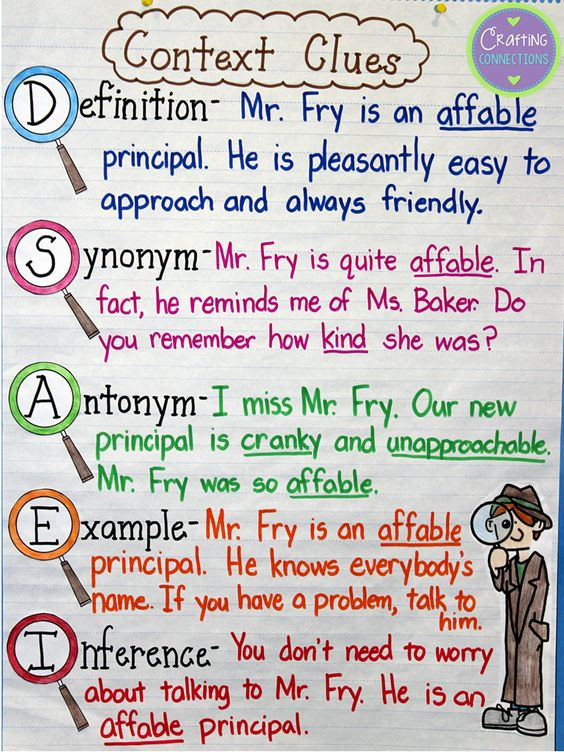 Context Clues
Crafting
CONNECTIONS
Definition- Mr. Fry is an affable
principal. He is pleasantly easy to
approach and always friendly.
Synonym- Mr. Fry is quite affable. In
fact, he reminds me of Ms. Baker. Do
you remember how kind she was?
Antonym- I miss Mr. Fry. Our new
principal is cranky and unapproachable.
Mr. Fry was so affable.
Example- Mr. Fry is an affable
principal. He knows everybody's
name. If you have a problem, talk to
him.
Inference- You don't need to worry
about talking to Mr. Fry. He is an
affable principal.